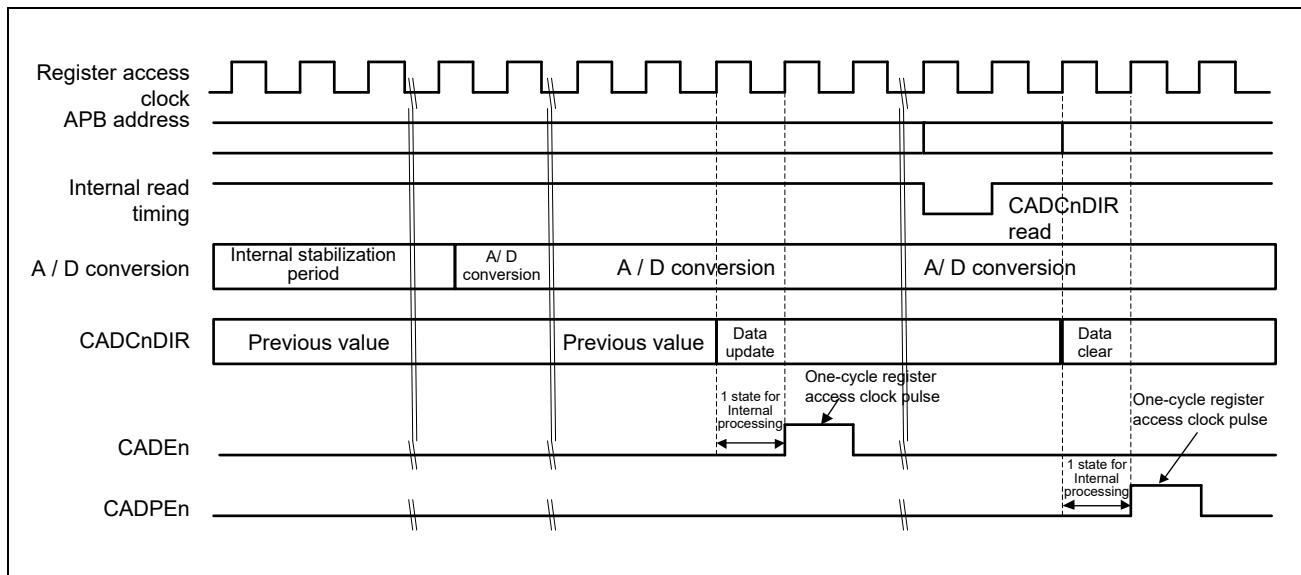 Register access
clock
APB address
Internal read
timing
CADCnDIR
read
A / D conversion
Internal stabilization
period
A/ D
conversion
A / D conversion
A/ D conversion
CADCnDIR
Previous value
Previous value
Data
update
Data
clear
1 state for
Internal
processing
One-cycle register
access clock pulse
One-cycle register
access clock pulse
CADEn
1 state for
Internal
processing
CADPEn